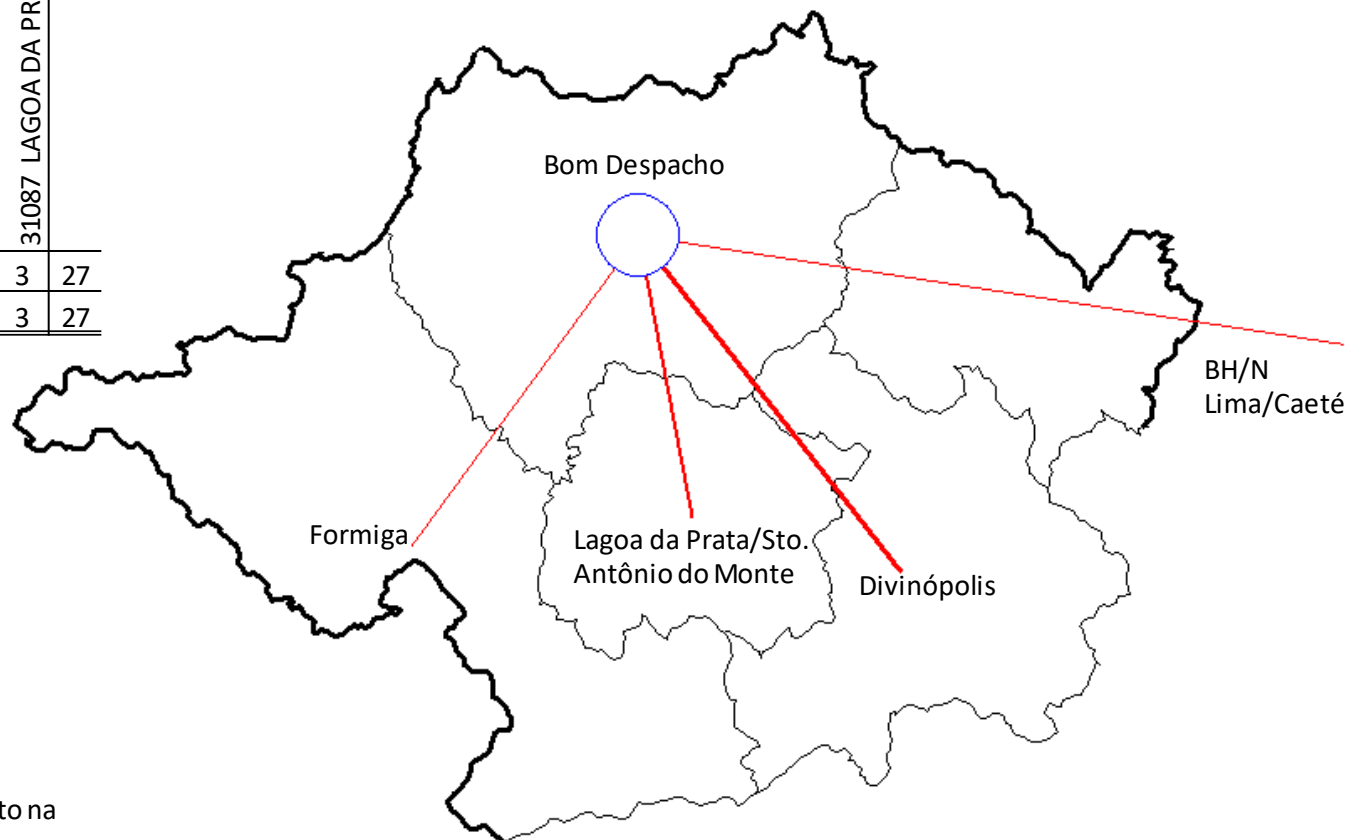 31087 LAGOA DA PR
3 27
3 27
Bom Despacho
BH/N
Lima/Caeté
Formiga
Lagoa da Prata/Sto.
Antônio do Monte
Divinópolis
to na